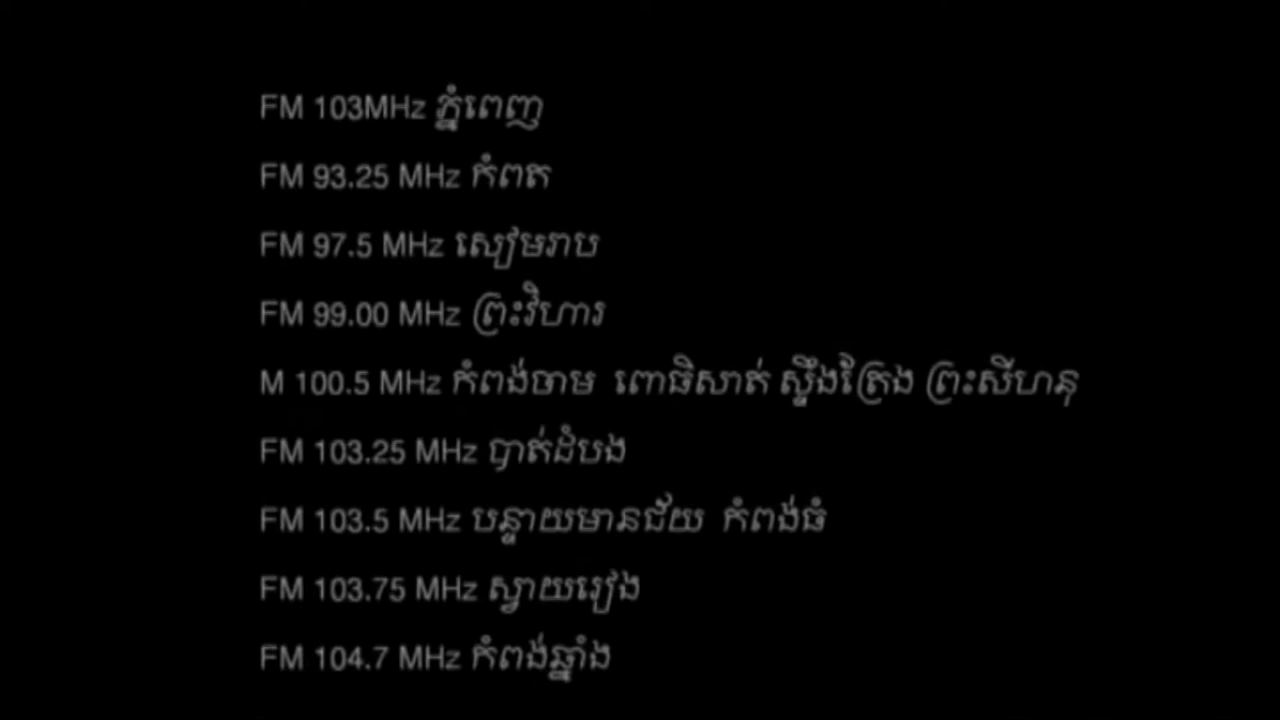 FM 103MHz ភ្នំពេញ
FM 93.25 MHz កំពត
FM 97.5 MHz សៀមរាប
FM 99.00 MHz ព្រះវិហារ
M 100.5 MHz កំពង់ចាម ពោធិសាត់ ស្ទឹងត្រែង ព្រះសីហនុ
FM 103.25 MHz បាត់ដំបង
FM 103.5 MHz បន្ទាយមានជ័យ កំពង់ធំ
FM 103.75 MHz ស្វាយរៀង
FM 104.7 MHz កំពង់ឆ្នាំង